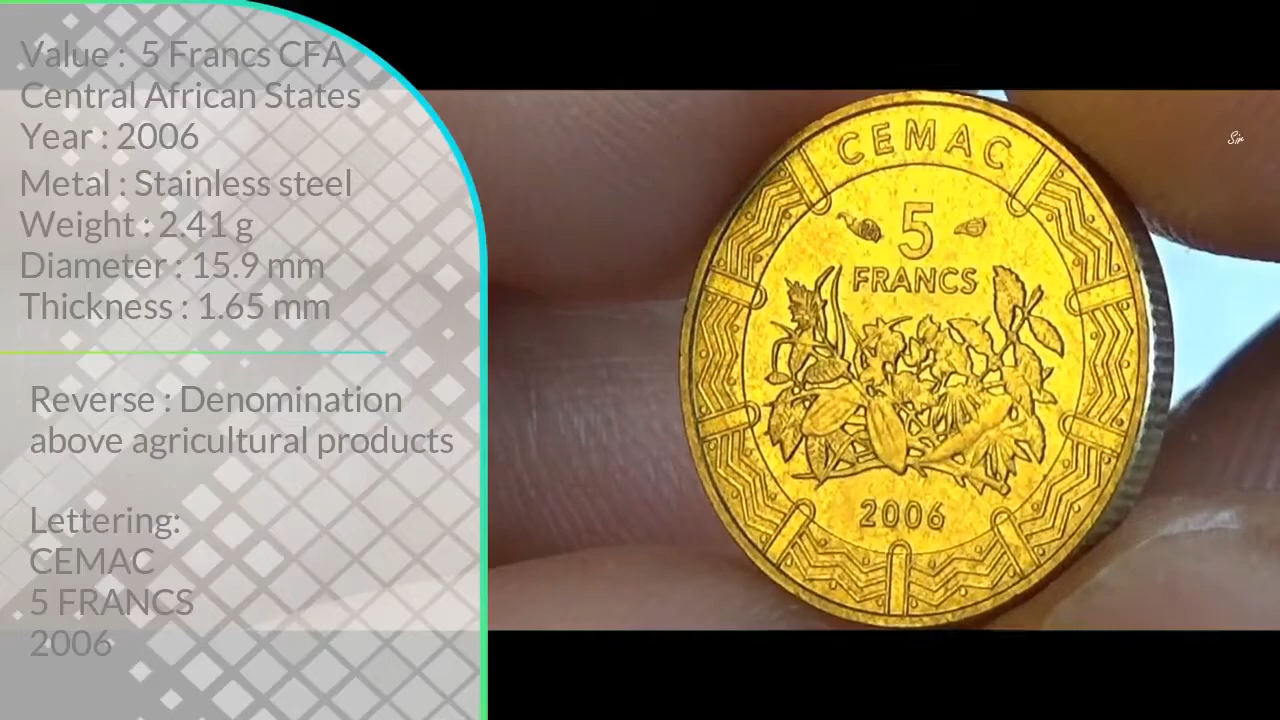 Value : 5 Francs CFA
Central African States
Year : 2006
Metal : Stainless steel
Weight : 2.41 g
Diameter : 15.9 mm
Thickness : 1.65 mm
Reverse : Denomination
above agricultural products
Lettering:
CEMAC
5 FRANCS
2006
CEMAC
5
FRANCS
2006
Sir